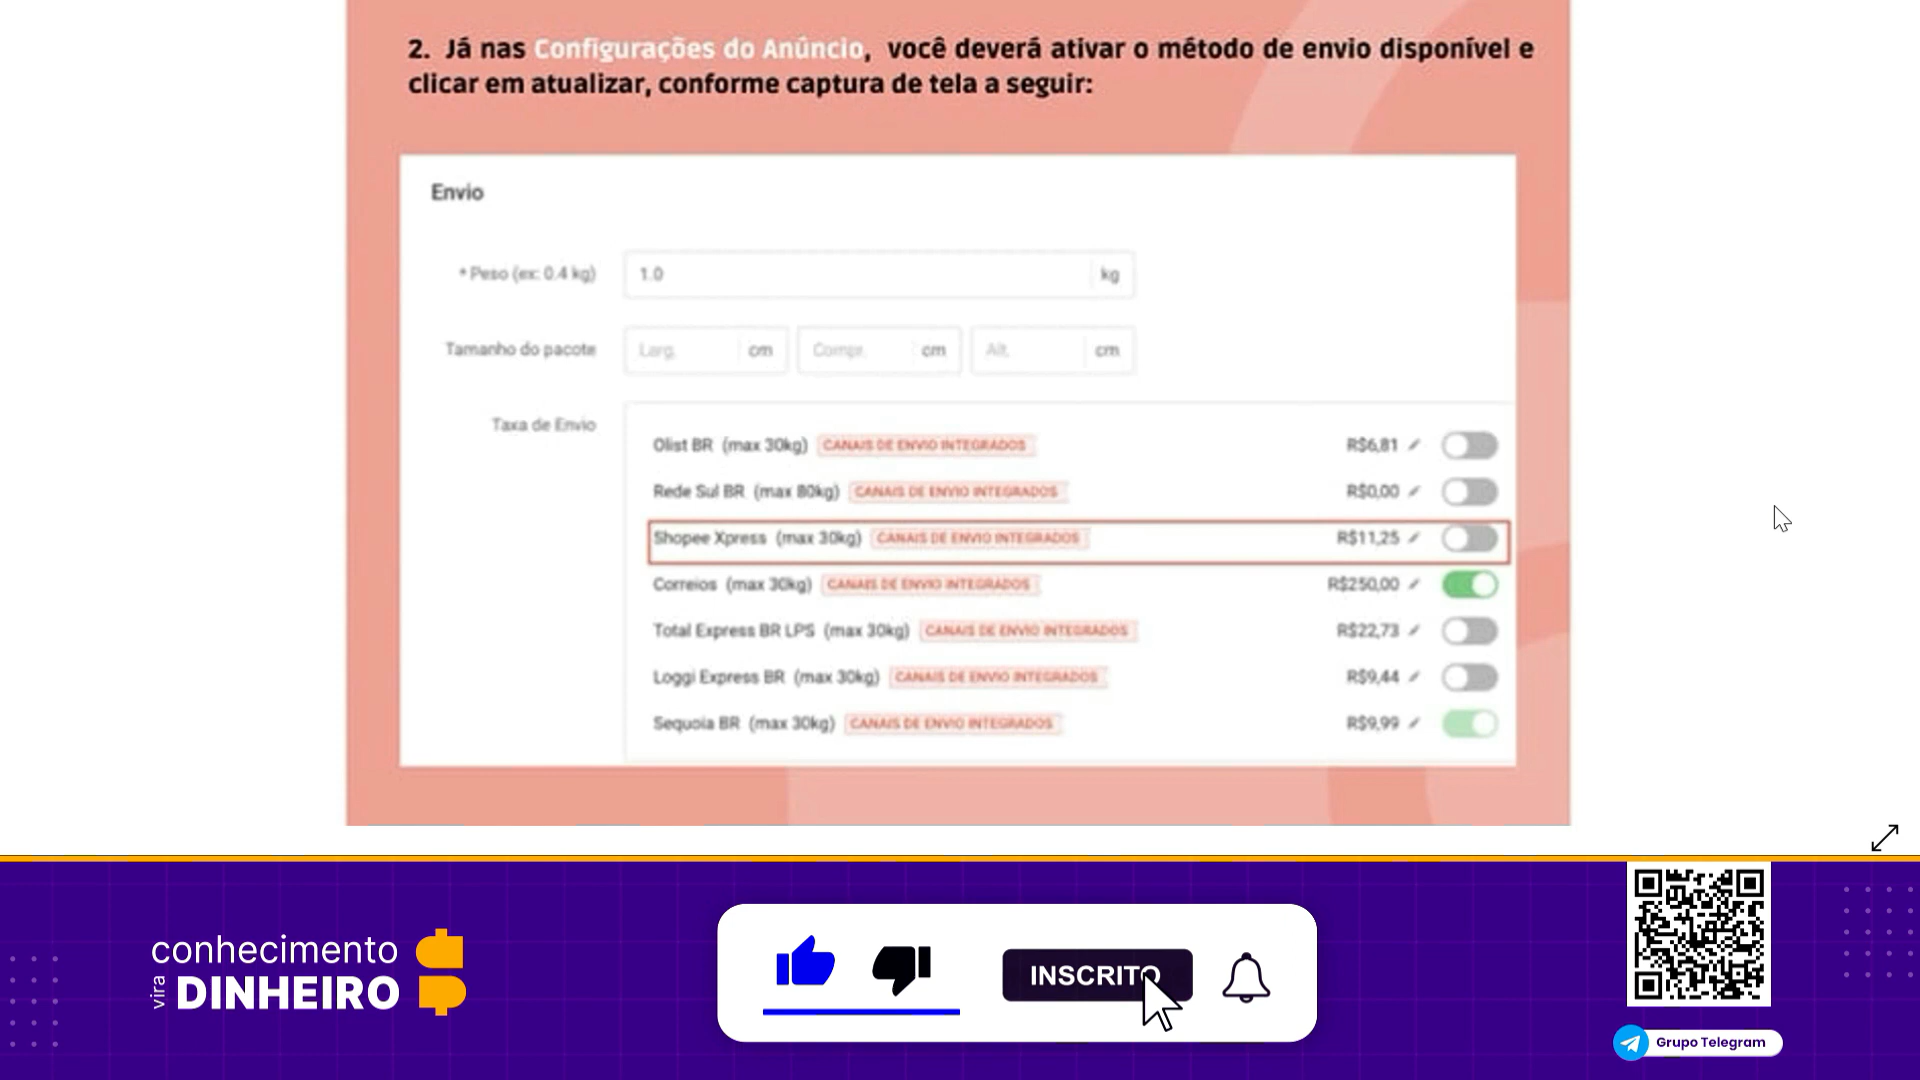 2. Já nas Configurações do Anúncio, você deverá ativar o método de envio disponível e
clicar em atualizar, conforme captura de tela a seguir:
Envio
* Peso (ex: 0.4 kg) 1.0 kg
Tamanho do pacote Larg. cm Compr. cm Alt. cm
Taxa de Envio
Olist BR (max 30kg) CANAIS DE ENVIO INTEGRADOS R$6,81
Rede Sul BR (max 80kg) CANAIS DE ENVIO INTEGRADOS R$0,00
Shopee Xpress (max 30kg) CANAIS DE ENVIO INTEGRADOS R$11,25
Correios (max 30kg) CANAIS DE ENVIO INTEGRADOS R$250,00
Total Express BR LPS (max 30kg) CANAIS DE ENVIO INTEGRADOS R$22,73
Loggi Express BR (max 30kg) CANAIS DE ENVIO INTEGRADOS R$9,44
Sequoia BR (max 30kg) CANAIS DE ENVIO INTEGRADOS R$9,99
conhecimento
vira DINHEIRO
INSCRITO
Grupo Telegram